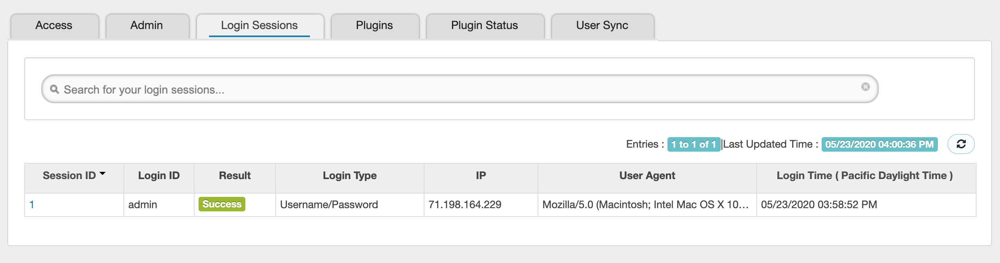 Access Admin Login Sessions Plugins Plugin Status User Sync
Search for your login sessions...
Entries : 1 to 1 of 1|Last Updated Time : 05/23/2020 04:00:36 PM
Session ID Login ID Result Login Type IP User Agent Login Time ( Pacific Daylight Time )
1 admin Success Username/Password 71.198.164.229 Mozilla/5.0 (Macintosh; Intel Mac OS X 10... 05/23/2020 03:58:52 PM